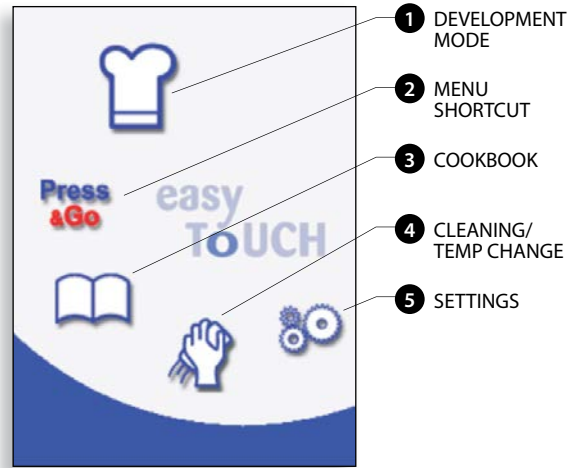 1 DEVELOPMENT
MODE
2 MENU
SHORTCUT
Press
&Go
easy
ToUCH
3 COOKBOOK
4 CLEANING/
TEMP CHANGE
5 SETTINGS